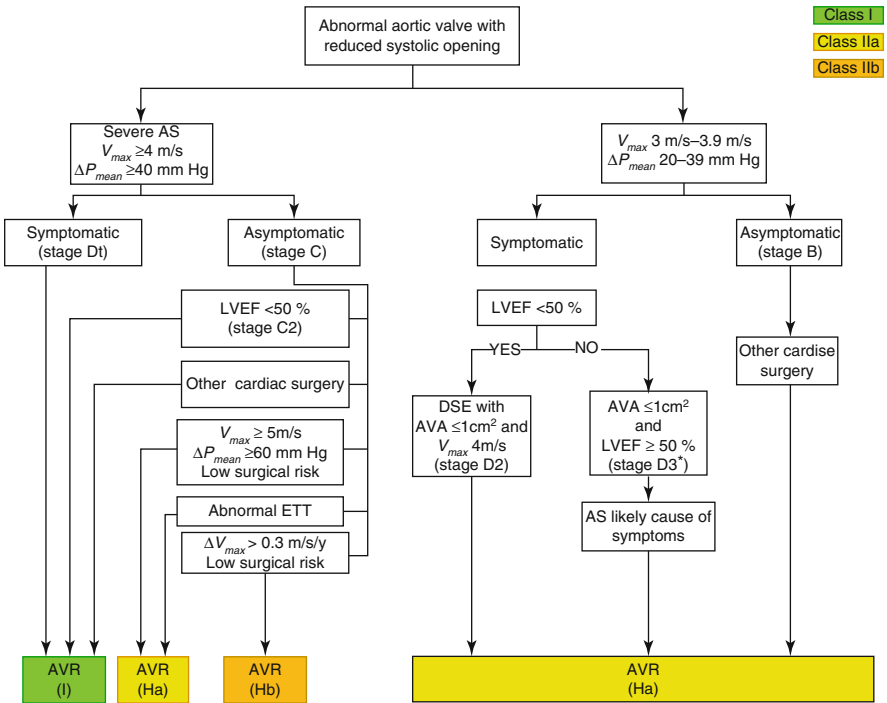 Abnormal aortic valve with
reduced systolic opening
Class I
Class IIa
Class IIb
Severe AS
Vmax ≥4 m/s
ΔPmean ≥40 mm Hg
Vmax 3 m/s–3.9 m/s
ΔPmean 20–39 mm Hg
Symptomatic
(stage Dt)
Asymptomatic
(stage C)
Symptomatic
Asymptomatic
(stage B)
LVEF <50 %
(stage C2)
Other cardiac surgery
Vmax ≥ 5m/s
ΔPmean ≥60 mm Hg
Low surgical risk
Abnormal ETT
ΔVmax > 0.3 m/s/y
Low surgical risk
LVEF <50 %
YES
NO
DSE with
AVA ≤1cm² and
Vmax 4m/s
(stage D2)
AVA ≤1cm²
and
LVEF ≥ 50 %
(stage D3*)
AS likely cause of
symptoms
Other cardise
surgery
AVR
(I)
AVR
(Ha)
AVR
(Hb)
AVR
(Ha)